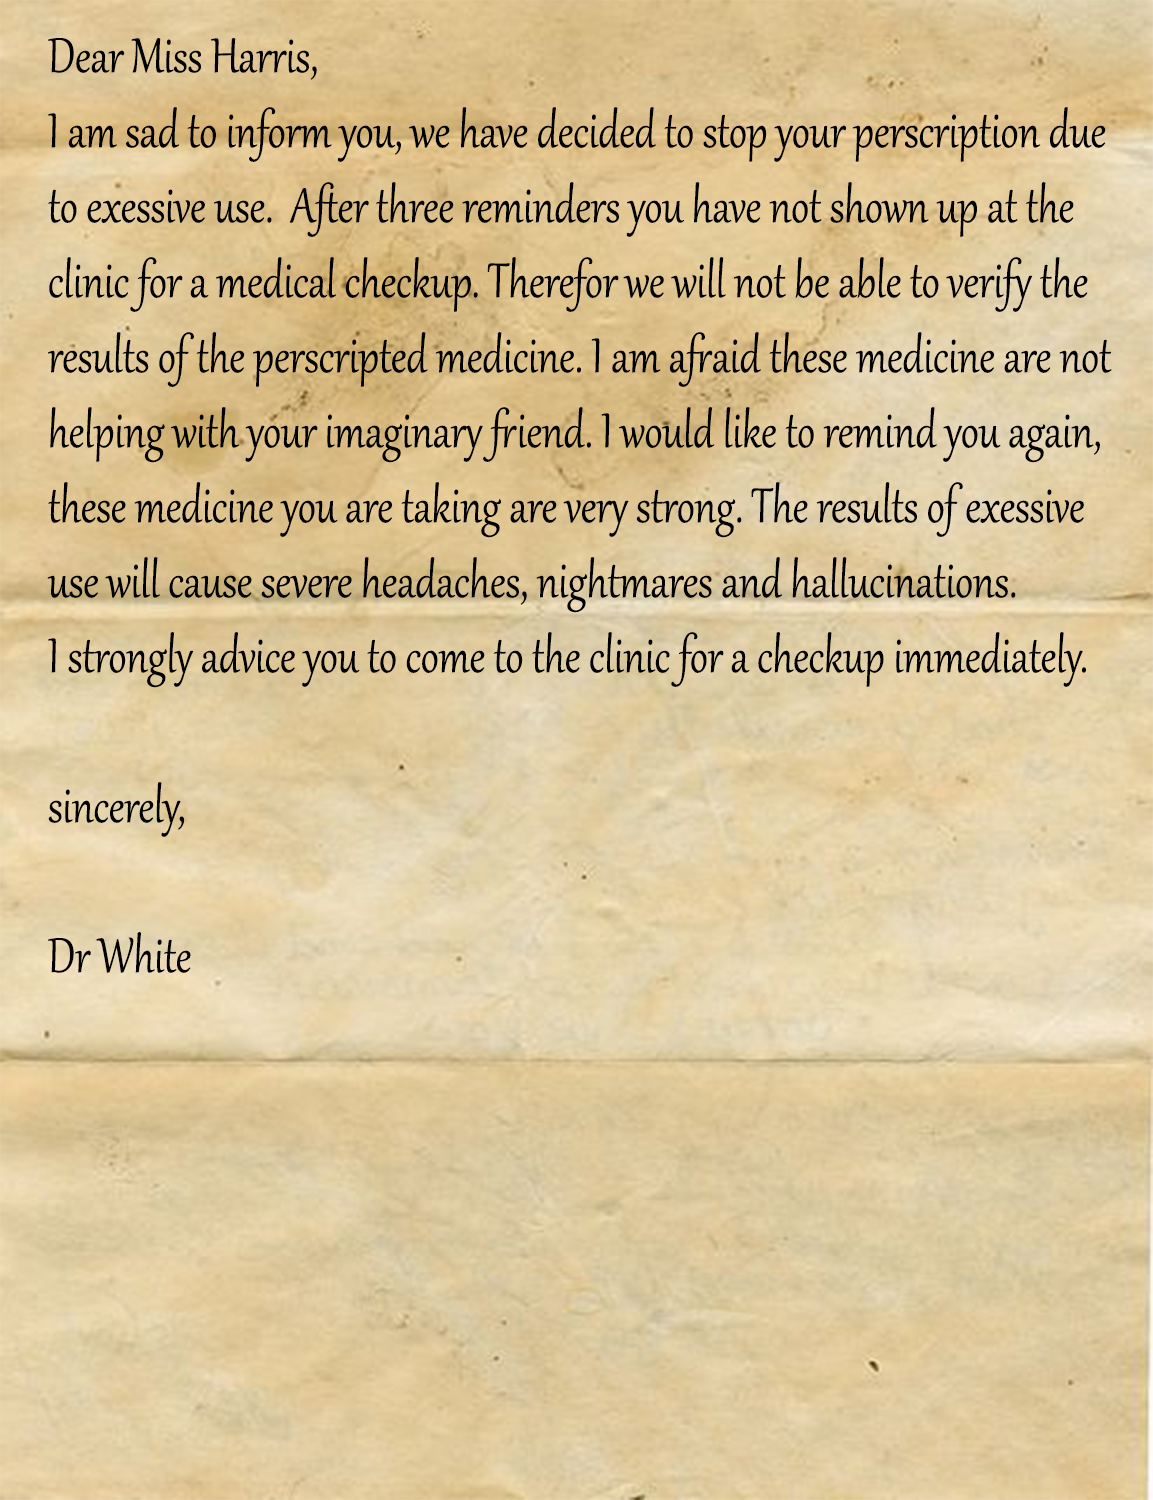 Dear Miss Harris,
I am sad to inform you, we have decided to stop your perscription due
to exessive use.  After three reminders you have not shown up at the
clinic for a medical checkup. Therefor we will not be able to verify the
results of the perscripted medicine. I am afraid these medicine are not
helping with your imaginary friend. I would like to remind you again,
these medicine you are taking are very strong. The results of exessive
use will cause severe headaches, nightmares and hallucinations.
I strongly advice you to come to the clinic for a checkup immediately.
sincerely,
Dr White